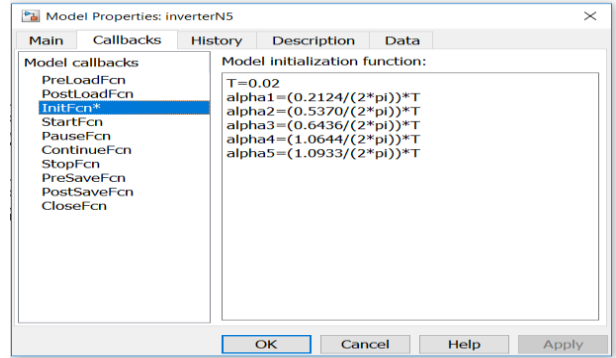 Model Properties: inverterN5
Main Callbacks History Description Data
Model callbacks
PreLoadFcn
PostLoadFcn
InitFcn*
StartFcn
PauseFcn
ContinueFcn
StopFcn
PreSaveFcn
PostSaveFcn
CloseFcn
Model initialization function:
T=0.02
alpha1=(0.2124/(2*pi))*T
alpha2=(0.5370/(2*pi))*T
alpha3=(0.6436/(2*pi))*T
alpha4=(1.0644/(2*pi))*T
alpha5=(1.0933/(2*pi))*T
OK Cancel Help Apply